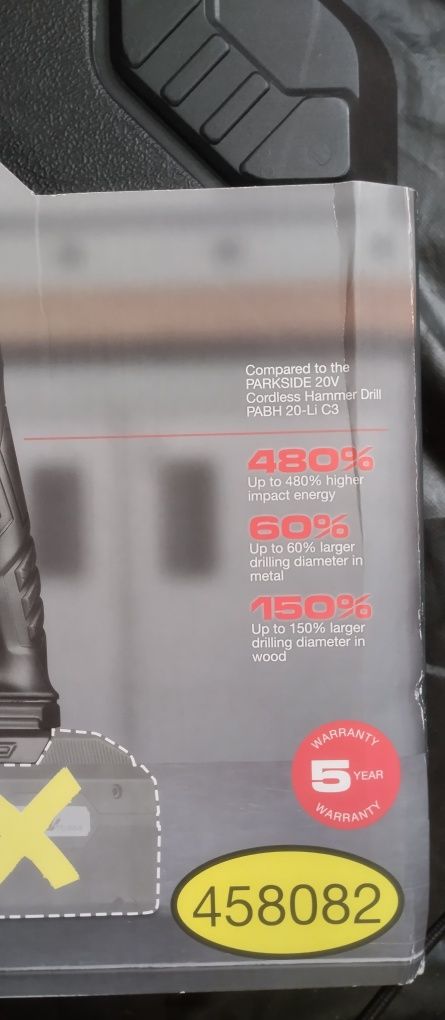 Compared to the
PARKSIDE 20V
Cordless Hammer Drill
PABH 20-Li C3
480%
Up to 480% higher
impact energy
60%
Up to 60% larger
drilling diameter in
metal
150%
Up to 150% larger
drilling diameter in
wood
WARRANTY
5 YEAR
WARRANTY
458082